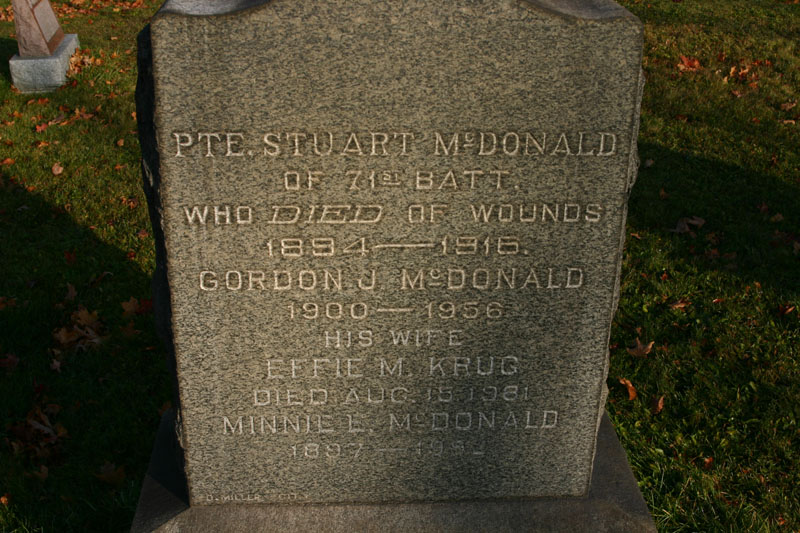 PTE. STUART McDONALD
OF 71ST BATT.
WHO DIED OF WOUNDS
1894 — 1916.
GORDON J. McDONALD
1900 — 1956
HIS WIFE
EFFIE M. KRUG
DIED AUG. 15 1981
MINNIE L. McDONALD
1897 —
MILLER